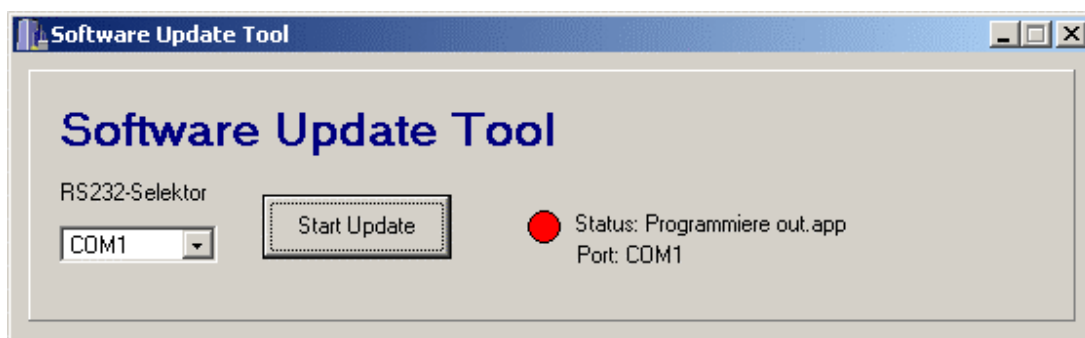 Software Update Tool
Software Update Tool
RS232-Selektor
COM1
Start Update
Status: Programmiere out.app
Port: COM1